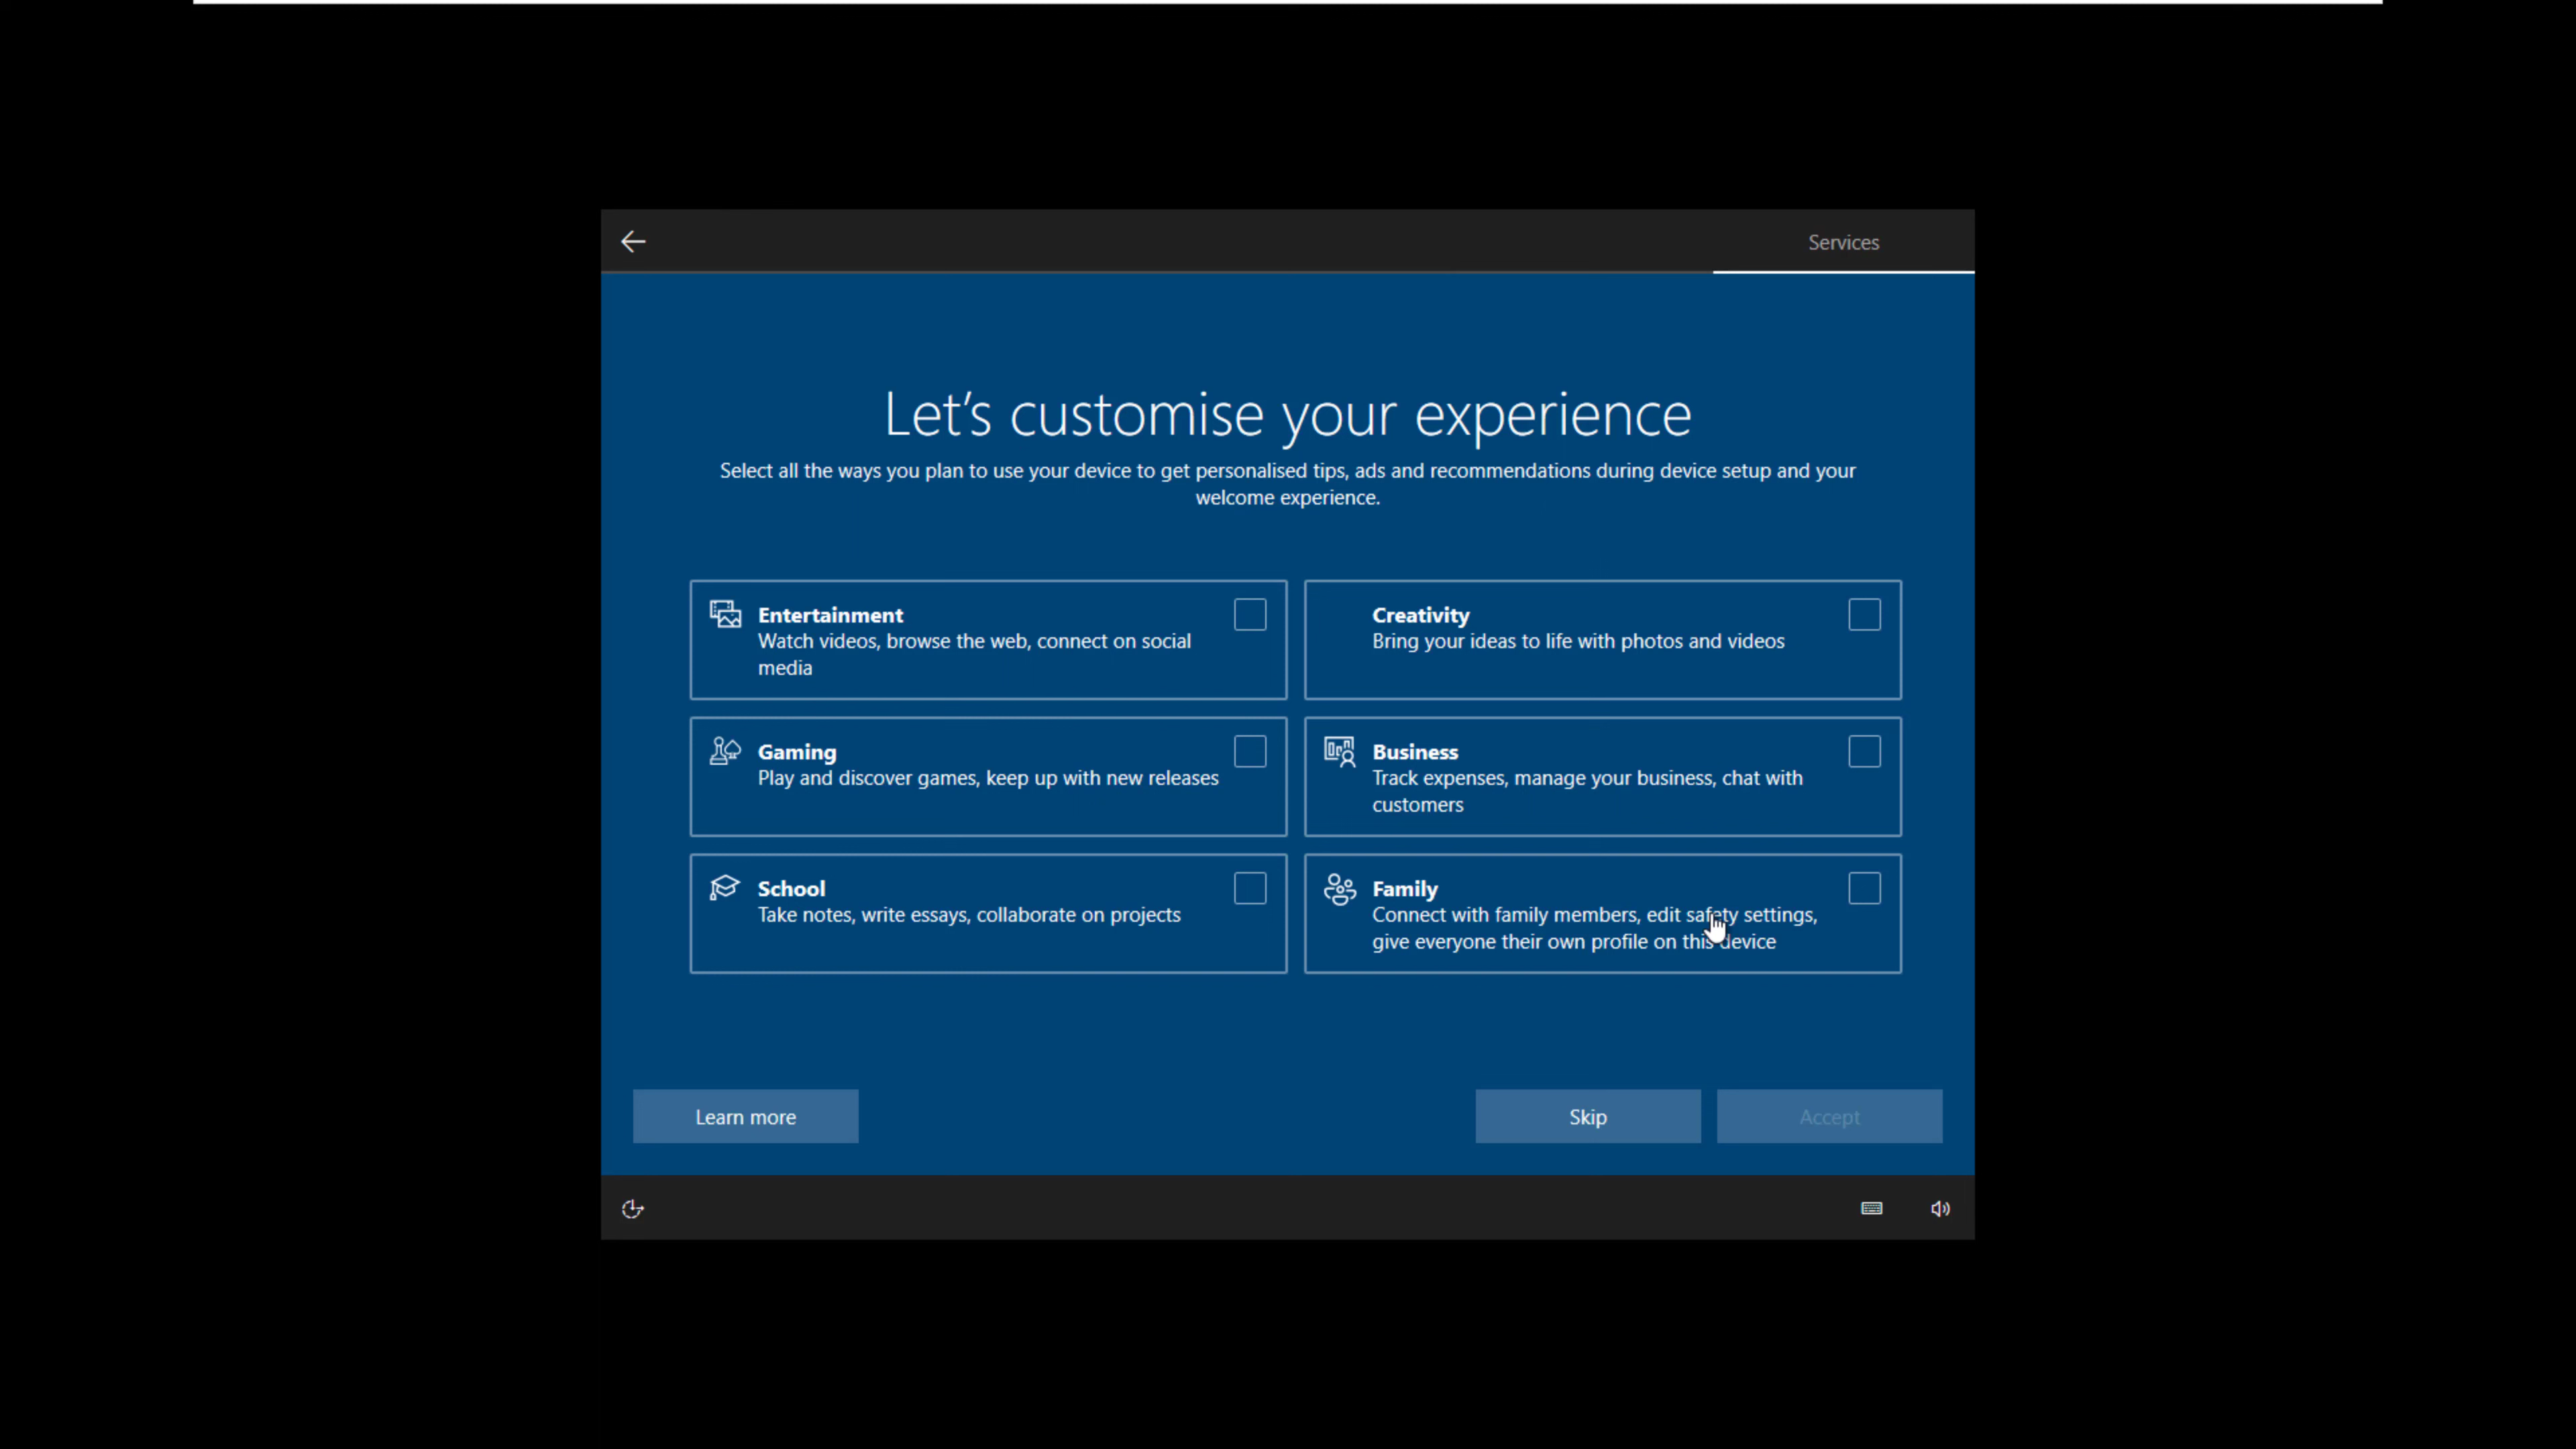 Services
Let's customise your experience
Select all the ways you plan to use your device to get personalised tips, ads and recommendations during device setup and your
welcome experience.
Entertainment
Watch videos, browse the web, connect on social
media
Creativity
Bring your ideas to life with photos and videos
Gaming
Play and discover games, keep up with new releases
Business
Track expenses, manage your business, chat with
customers
School
Take notes, write essays, collaborate on projects
Family
Connect with family members, edit safety settings,
give everyone their own profile on this device
Learn more
Skip
Accept